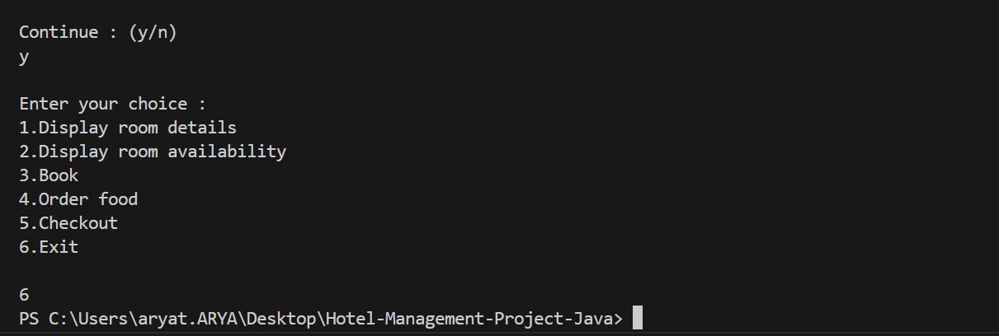 Continue : (y/n)
y
Enter your choice :
1.Display room details
2.Display room availability
3.Book
4.Order food
5.Checkout
6.Exit
6
PS C:\Users\aryat.ARYA\Desktop\Hotel-Management-Project-Java>